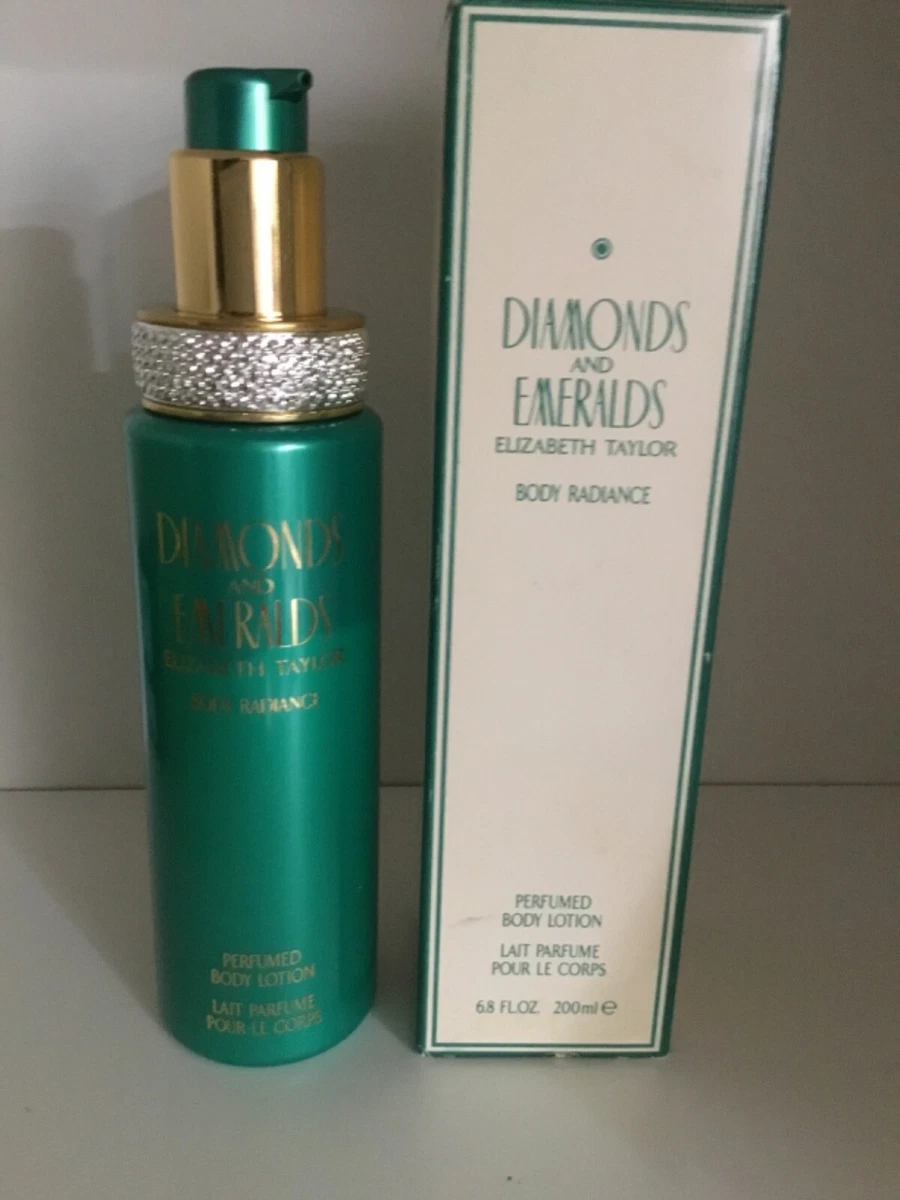 DIAMONDS
AND
EMERALDS
ELIZABETH TAYLOR
BODY RADIANCE
PERFUMED
BODY LOTION
LAIT PARFUME
POUR LE CORPS
DIAMONDS
AND
EMERALDS
ELIZABETH TAYLOR
BODY RADIANCE
PERFUMED
BODY LOTION
LAIT PARFUME
POUR LE CORPS
6.8 FL.OZ. 200ml ℮